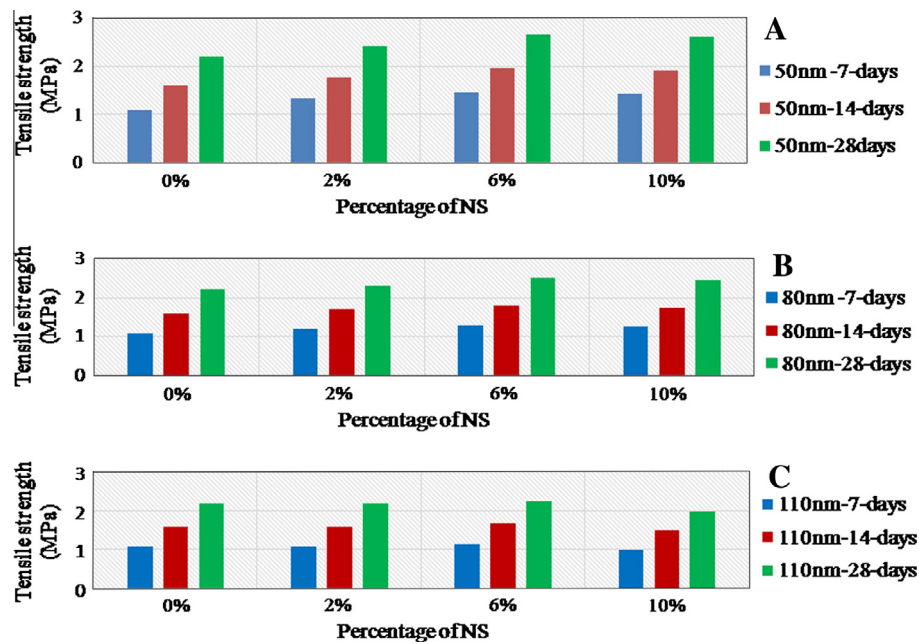 A
Tensile strength
(MPa)
3
2
1
0
0%
2%
6%
10%
Percentage of NS
50nm -7-days
50nm-14-days
50nm-28days
B
Tensile strength
(MPa)
3
2
1
0
0%
2%
6%
10%
Percentage of NS
80nm -7-days
80nm-14-days
80nm-28-days
C
Tensile strength
(MPa)
3
2
1
0
0%
2%
6%
10%
Percentage of NS
110nm-7-days
110nm-14-days
110nm-28-days